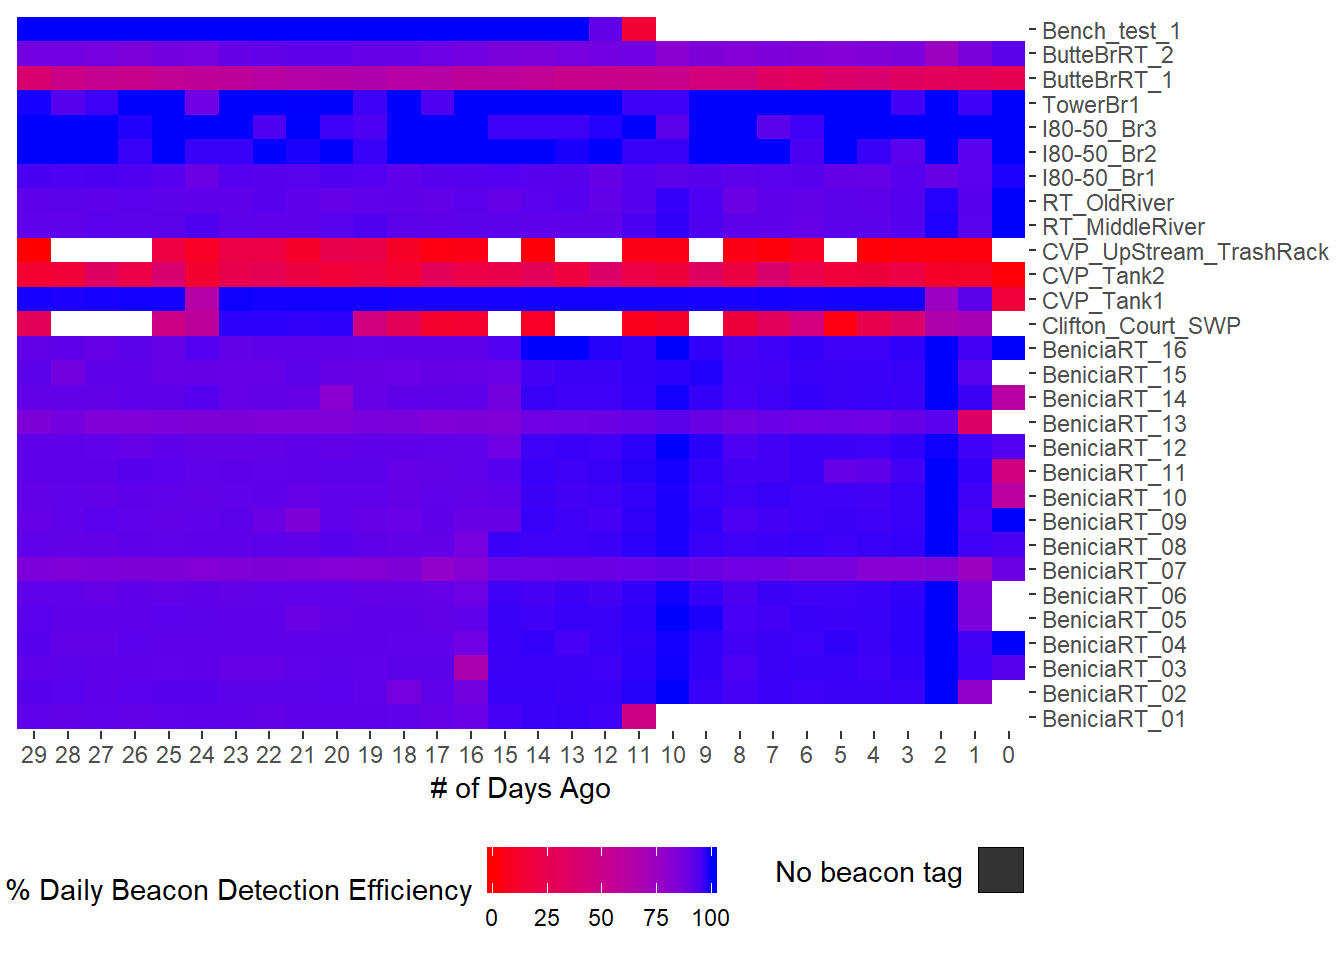 Bench_test_1
ButteBrRT_2
ButteBrRT_1
TowerBr1
I80-50_Br3
I80-50_Br2
I80-50_Br1
RT_OldRiver
RT_MiddleRiver
CVP_UpStream_TrashRack
CVP_Tank2
CVP_Tank1
Clifton_Court_SWP
BeniciaRT_16
BeniciaRT_15
BeniciaRT_14
BeniciaRT_13
BeniciaRT_12
BeniciaRT_11
BeniciaRT_10
BeniciaRT_09
BeniciaRT_08
BeniciaRT_07
BeniciaRT_06
BeniciaRT_05
BeniciaRT_04
BeniciaRT_03
BeniciaRT_02
BeniciaRT_01
29 28 27 26 25 24 23 22 21 20 19 18 17 16 15 14 13 12 11 10 9 8 7 6 5 4 3 2 1 0
# of Days Ago
% Daily Beacon Detection Efficiency
0 25 50 75 100
No beacon tag